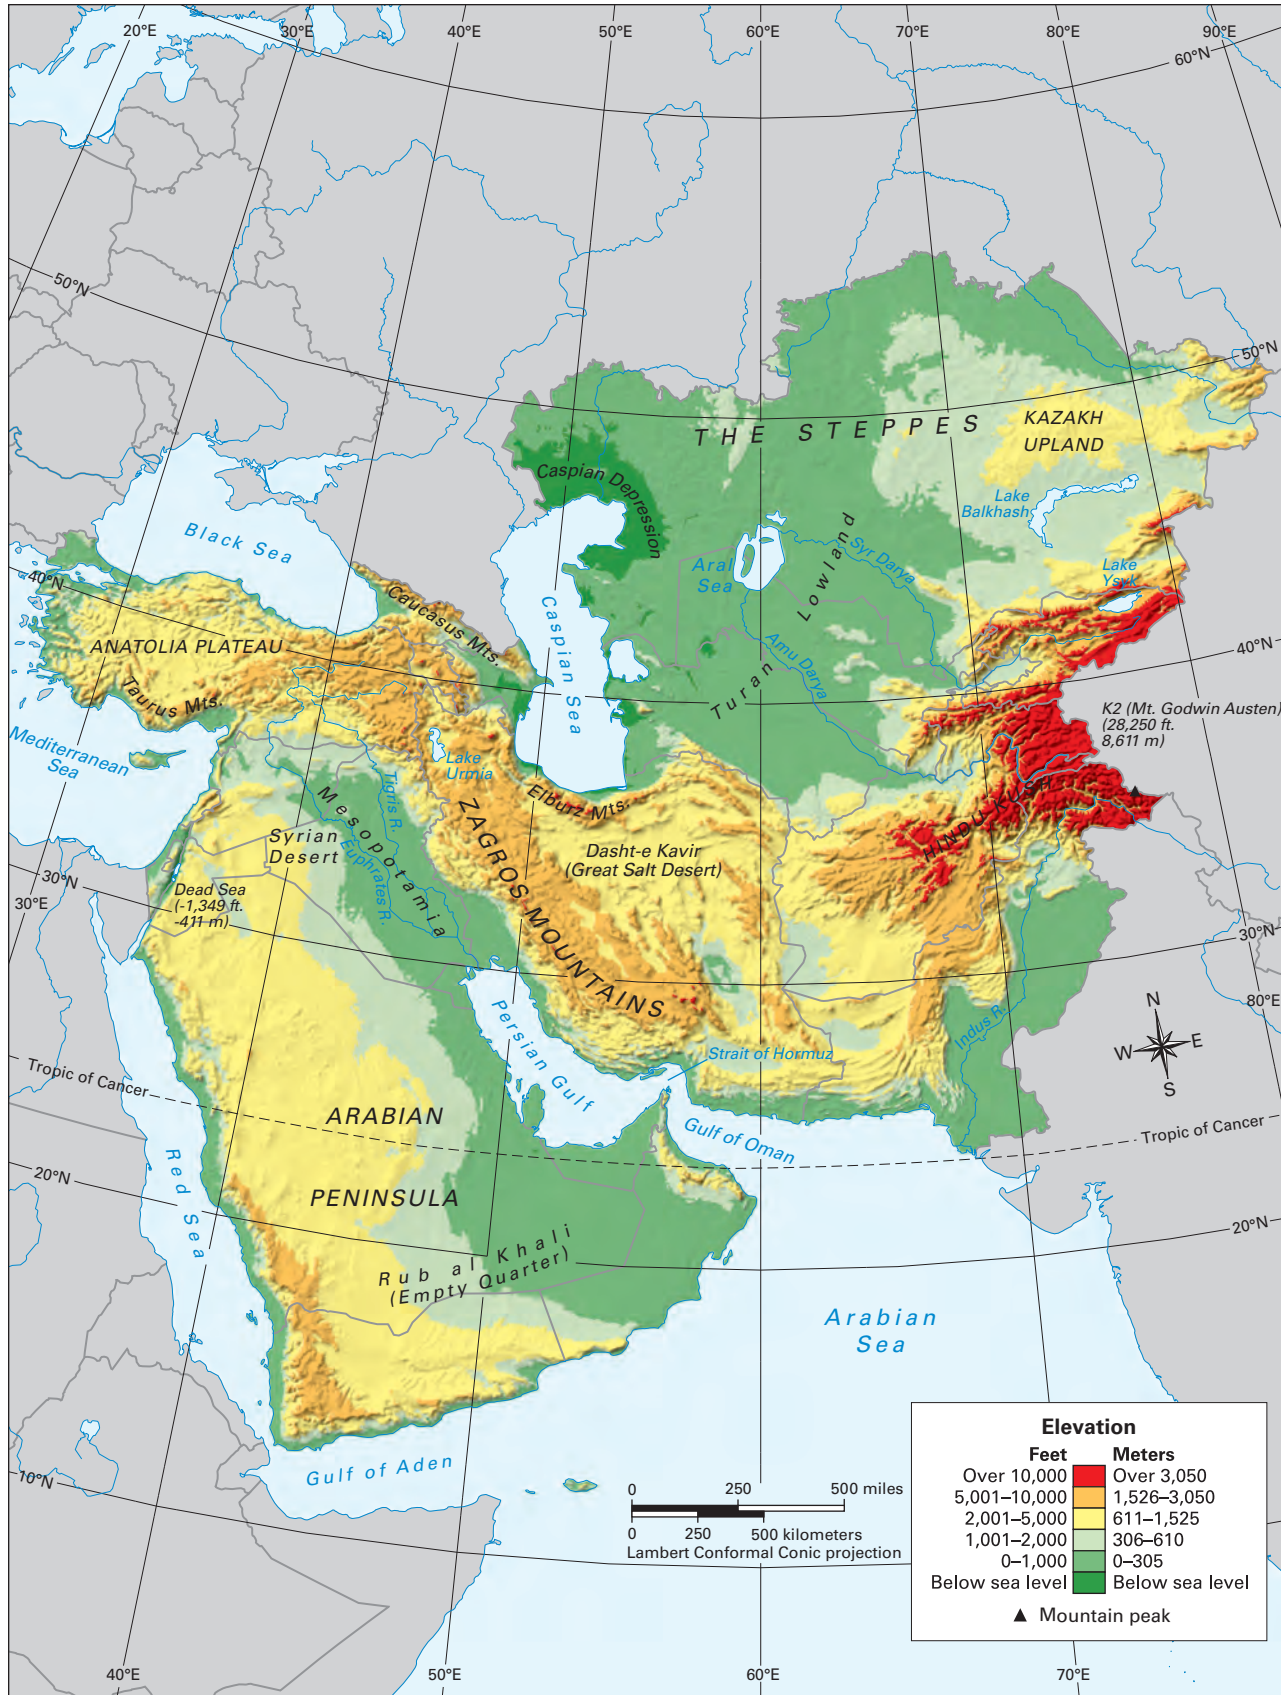 20°E
30°E
40°E
50°E
60°E
70°E
80°E
90°E
60°N
50°N
50°N
THE STEPPES
KAZAKH
UPLAND
Caspian Depression
Lake
Balkhash
Black Sea
Aral
Sea
Syr Darya
Lake
Ysyk
40°N
Caucasus Mts.
Caspian Sea
Turan Lowland
Amu Darya
40°N
ANATOLIA PLATEAU
Taurus Mts.
K2 (Mt. Godwin Austen)
(28,250 ft.
8,611 m)
Mediterranean
Sea
Lake
Urmia
Tigris R.
Mesopotamia
Elburz Mts.
HINDU KUSH
Syrian
Desert
Euphrates R.
ZAGROS MOUNTAINS
Dasht-e Kavir
(Great Salt Desert)
30°N
30°E
Dead Sea
(-1,349 ft.
-411 m)
30°N
80°E
N
W
E
S
Persian Gulf
Indus R.
Strait of Hormuz
Tropic of Cancer
ARABIAN
PENINSULA
Gulf of Oman
Tropic of Cancer
20°N
Red Sea
20°N
Rub al Khali
(Empty Quarter)
Arabian
Sea
Gulf of Aden
10°N
0 250 500 miles
0 250 500 kilometers
Lambert Conformal Conic projection
Elevation
Feet Meters
Over 10,000 Over 3,050
5,001–10,000 1,526–3,050
2,001–5,000 611–1,525
1,001–2,000 306–610
0–1,000 0–305
Below sea level Below sea level
Mountain peak
40°E
50°E
60°E
70°E